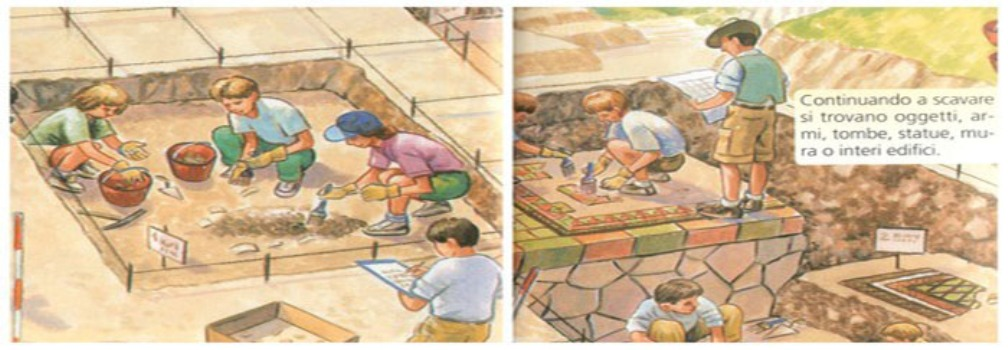 Continuando a scavare
si trovano oggetti, ar-
mi, tombe, statue, mu-
ra o interi edifici.